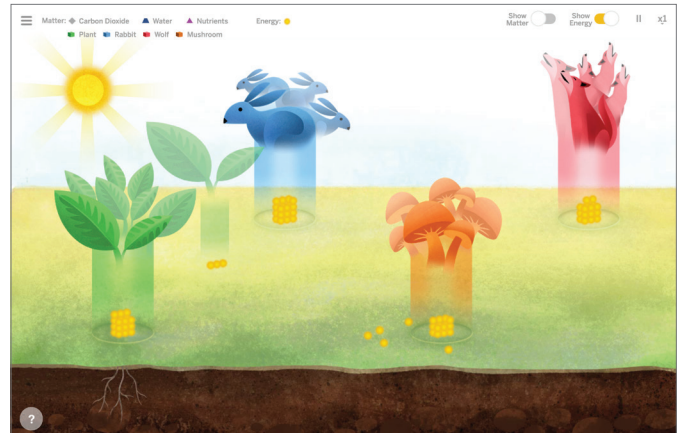 Matter: Carbon Dioxide Water Nutrients Energy:
Plant Rabbit Wolf Mushroom
Show Matter
Show Energy
x1
?